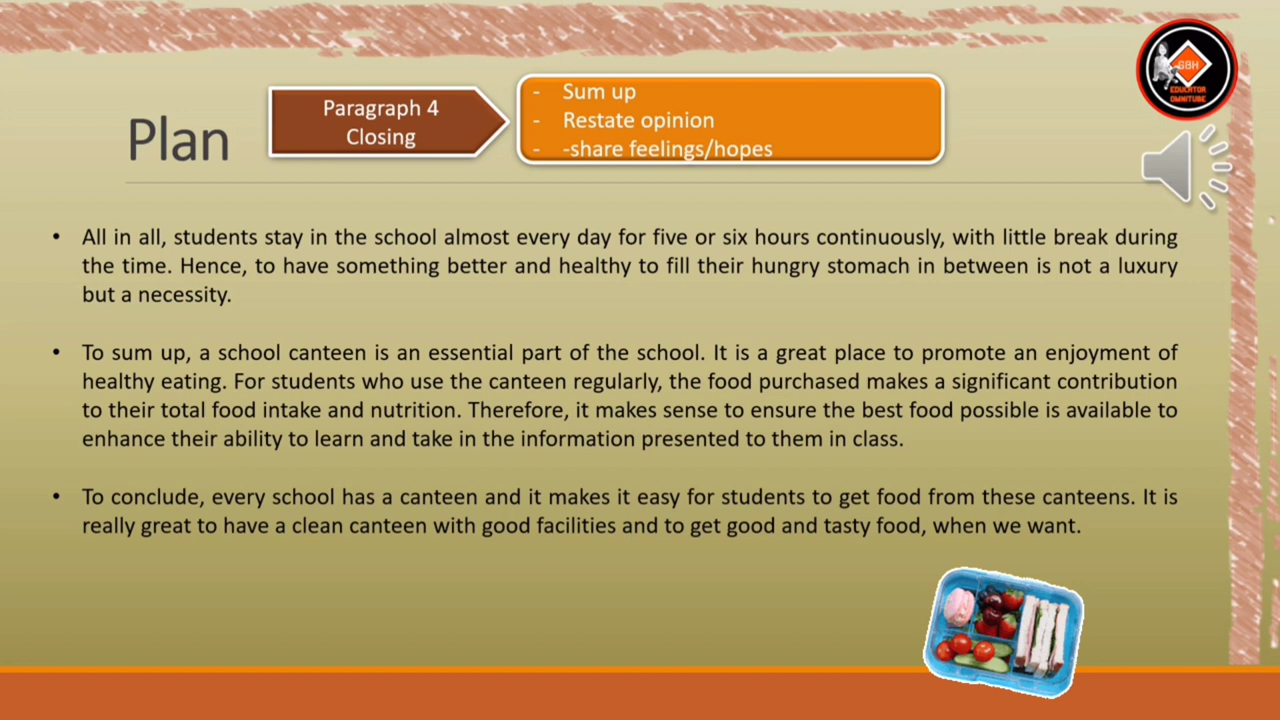 Plan
Paragraph 4
Closing
- Sum up
- Restate opinion
- -share feelings/hopes
GBH
EDUCATOR
OMNITUBE
• All in all, students stay in the school almost every day for five or six hours continuously, with little break during
the time. Hence, to have something better and healthy to fill their hungry stomach in between is not a luxury
but a necessity.
• To sum up, a school canteen is an essential part of the school. It is a great place to promote an enjoyment of
healthy eating. For students who use the canteen regularly, the food purchased makes a significant contribution
to their total food intake and nutrition. Therefore, it makes sense to ensure the best food possible is available to
enhance their ability to learn and take in the information presented to them in class.
• To conclude, every school has a canteen and it makes it easy for students to get food from these canteens. It is
really great to have a clean canteen with good facilities and to get good and tasty food, when we want.